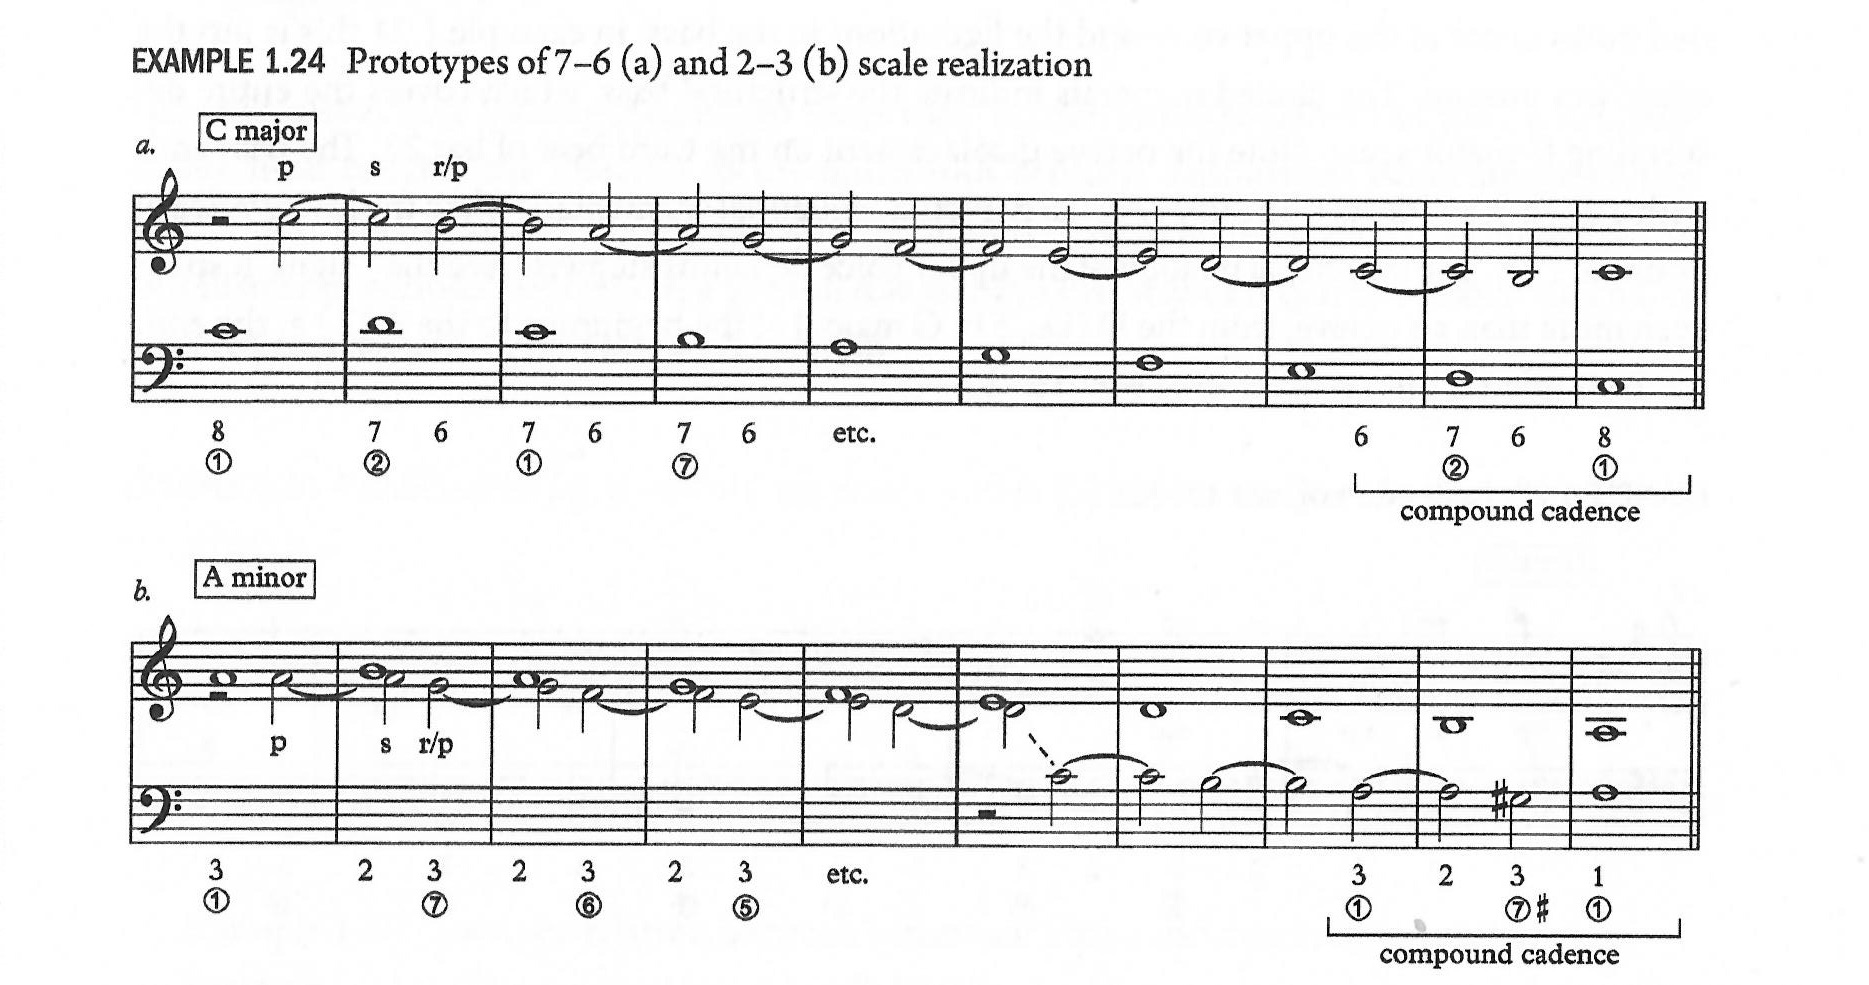 EXAMPLE 1.24 Prototypes of 7–6 (a) and 2–3 (b) scale realization
a. C major
p s r/p
8 7 6 7 6 7 6 etc. 6 7 6 8
① ② ① ⑦ ② ①
compound cadence
b. A minor
p s r/p
3 2 3 2 3 2 3 etc. 3 2 3 1
① ⑦ ⑥ ⑤ ① ⑦♯ ①
compound cadence